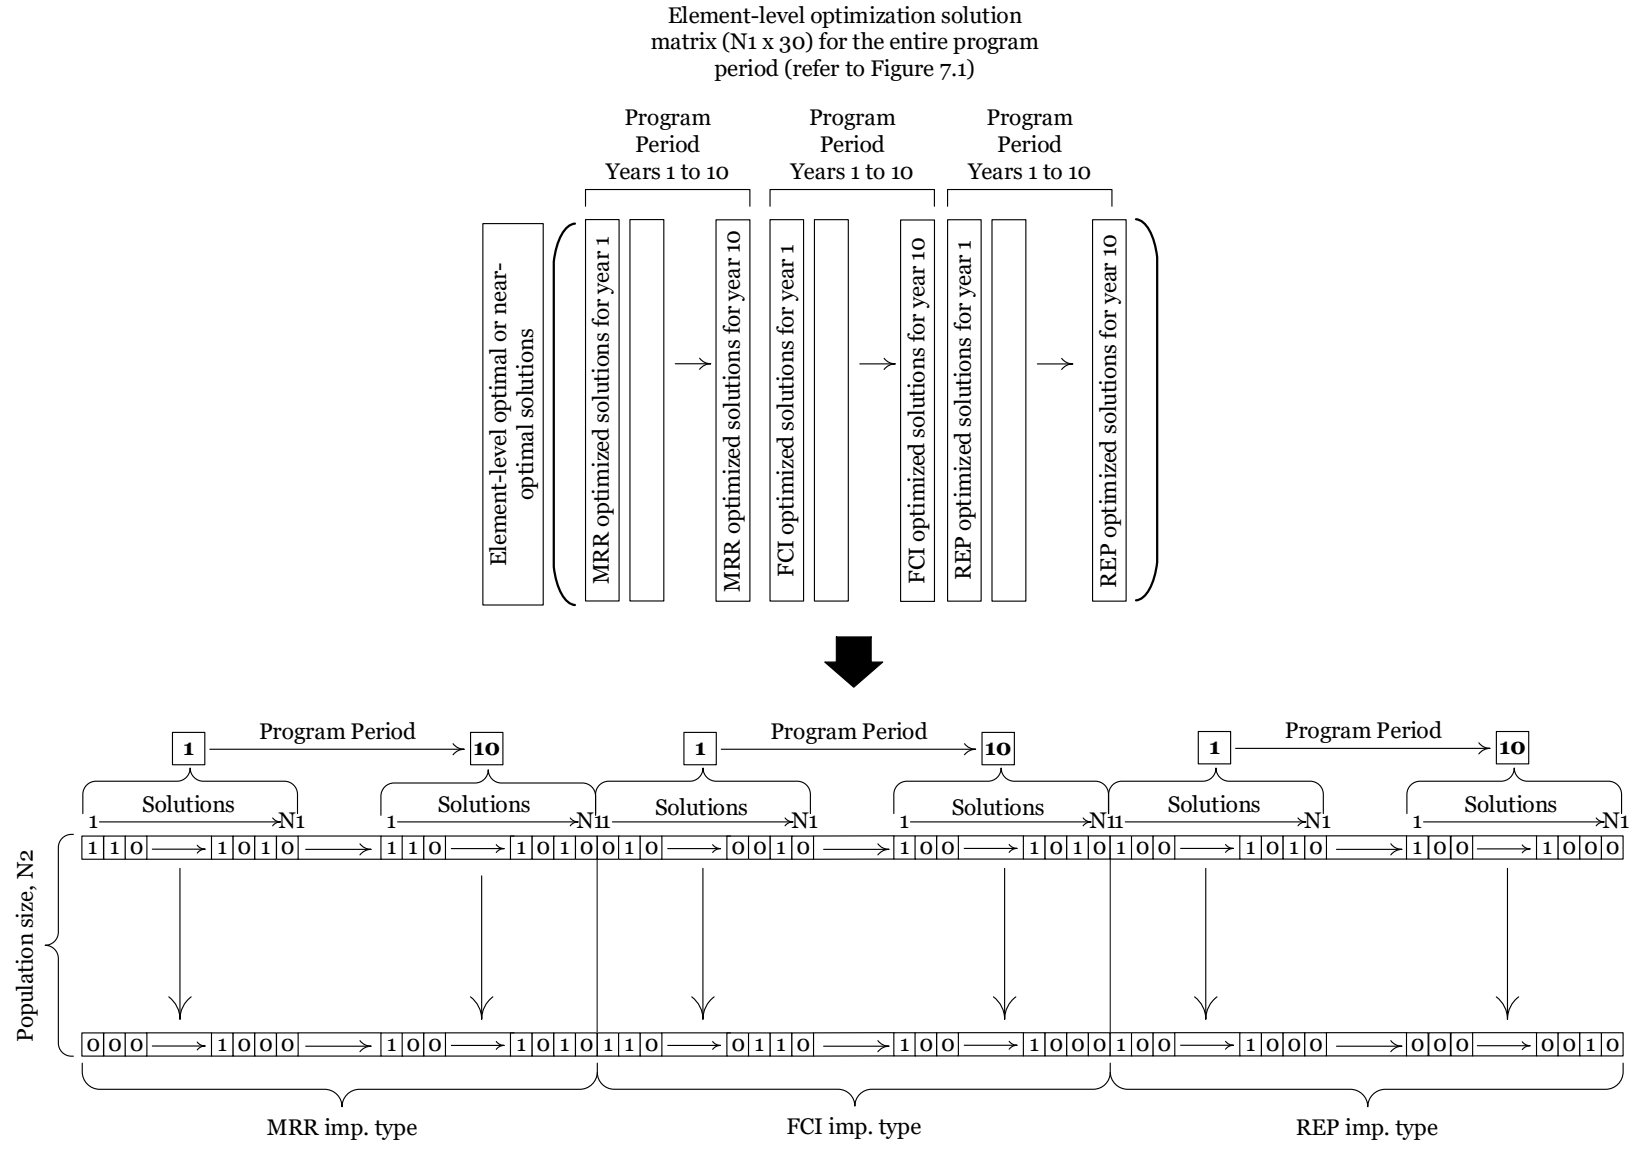 Element-level optimization solution
matrix (N1 x 30) for the entire program
period (refer to Figure 7.1)
Program
Period
Years 1 to 10
Program
Period
Years 1 to 10
Program
Period
Years 1 to 10
Element-level optimal or near-
optimal solutions
MRR optimized solutions for year 1
MRR optimized solutions for year 10
FCI optimized solutions for year 1
FCI optimized solutions for year 10
REP optimized solutions for year 1
REP optimized solutions for year 10
1 Program Period 10
1 Program Period 10
1 Program Period 10
Solutions
1 N1
Solutions
1 N1
Solutions
1 N1
Solutions
1 N1
Solutions
1 N1
Solutions
1 N1
Population size, N2
1 1 0 1 0 1 0 1 1 0 1 0 1 0 0 1 0 0 0 1 0 1 0 0 1 0 1 0 1 0 0 1 0 1 0 1 0 0 1 0 0 0
0 0 0 1 0 0 0 1 0 0 1 0 1 0 1 1 0 0 1 1 0 1 0 0 1 0 0 0 1 0 0 1 0 0 0 0 0 0 0 0 1 0
MRR imp. type
FCI imp. type
REP imp. type